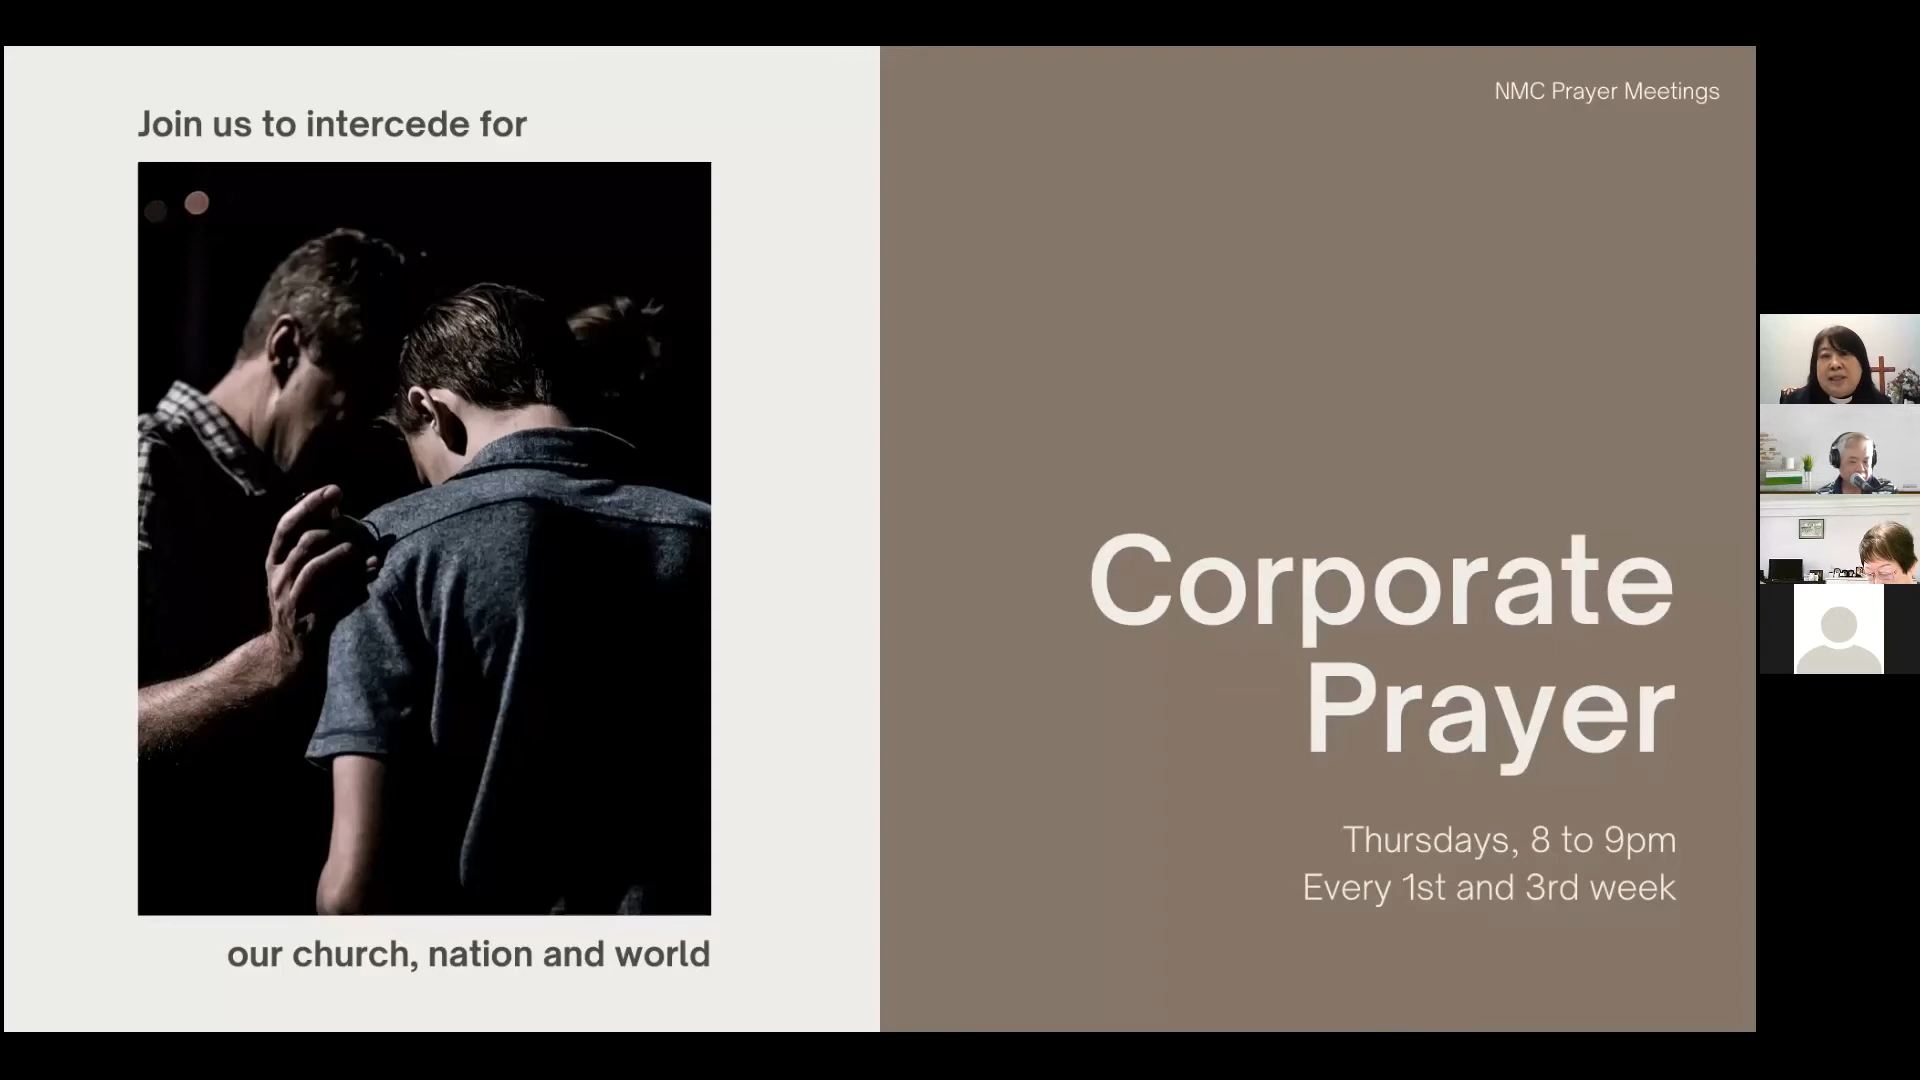 Join us to intercede for
our church, nation and world
NMC Prayer Meetings
Corporate
Prayer
Thursdays, 8 to 9pm
Every 1st and 3rd week